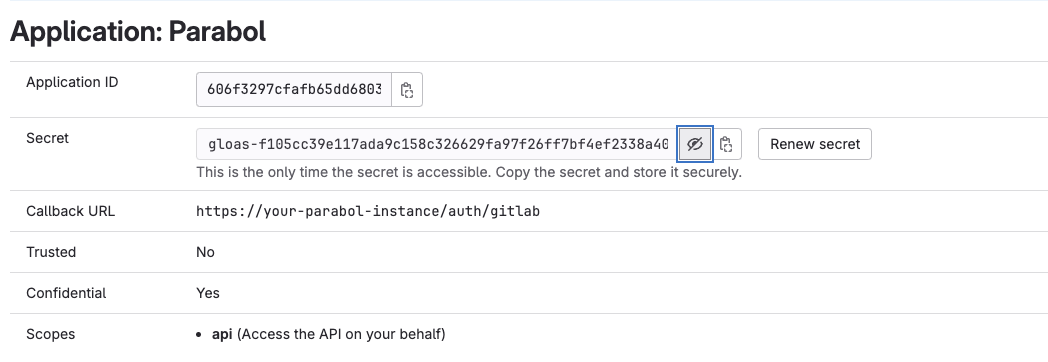 Application: Parabol
Application ID
606f3297cfafb65dd6803
Secret
gloas-f105cc39e117ada9c158c326629fa97f26ff7bf4ef2338a40
Renew secret
This is the only time the secret is accessible. Copy the secret and store it securely.
Callback URL
https://your-parabol-instance/auth/gitlab
Trusted
No
Confidential
Yes
Scopes
• api (Access the API on your behalf)